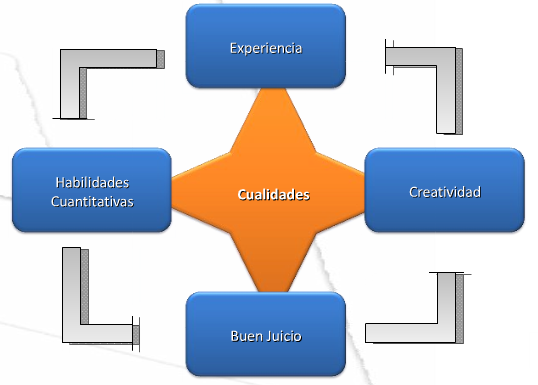 Experiencia
Habilidades
Cuantitativas
Cualidades
Creatividad
Buen Juicio